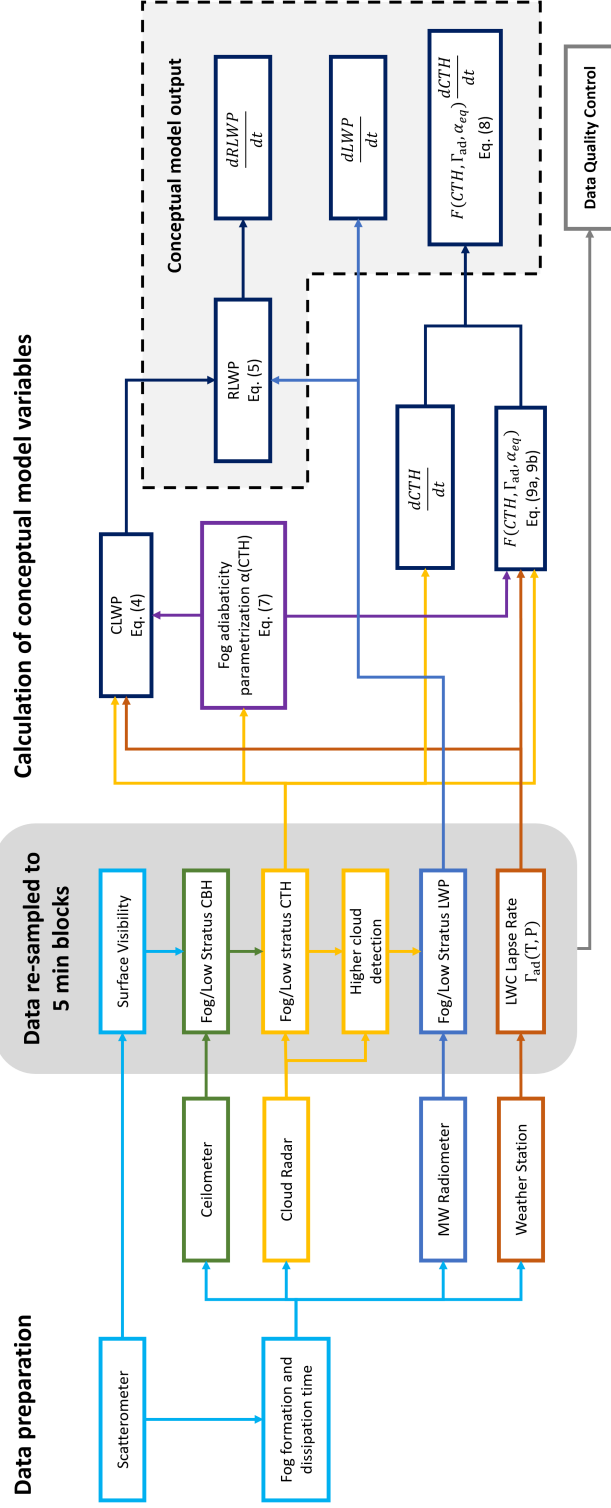 Data preparation
Scatterometer
Fog formation and
dissipation time
Ceilometer
Cloud Radar
MW Radiometer
Weather Station
Data re-sampled to
5 min blocks
Surface Visibility
Fog/Low Stratus CBH
Fog/Low stratus CTH
Higher cloud
detection
Fog/Low Stratus LWP
LWC Lapse Rate
Γad(T, P)
Calculation of conceptual model variables
CLWP
Eq. (4)
Fog adiabaticity
parametrization α(CTH)
Eq. (7)
dCTH
dt
F(CTH, Γad, αeq)
Eq. (9a, 9b)
Conceptual model output
RLWP
Eq. (5)
dRLWP
dt
dLWP
dt
F(CTH, Γad, αeq) dCTH
dt
Eq. (8)
Data Quality Control